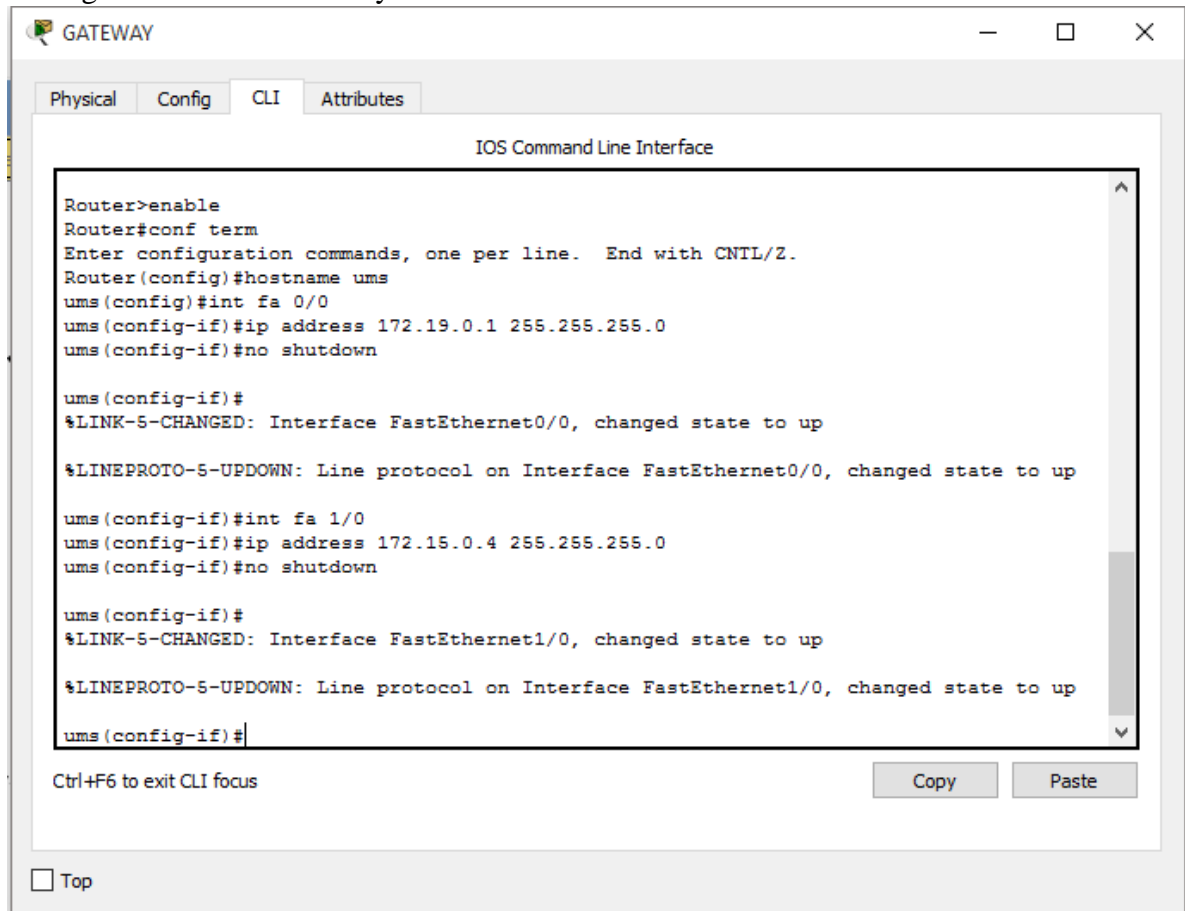 GATEWAY
Physical Config CLI Attributes
IOS Command Line Interface
Router>enable
Router#conf term
Enter configuration commands, one per line.  End with CNTL/Z.
Router(config)#hostname ums
ums(config)#int fa 0/0
ums(config-if)#ip address 172.19.0.1 255.255.255.0
ums(config-if)#no shutdown
ums(config-if)#
%LINK-5-CHANGED: Interface FastEthernet0/0, changed state to up
%LINEPROTO-5-UPDOWN: Line protocol on Interface FastEthernet0/0, changed state to up
ums(config-if)#int fa 1/0
ums(config-if)#ip address 172.15.0.4 255.255.255.0
ums(config-if)#no shutdown
ums(config-if)#
%LINK-5-CHANGED: Interface FastEthernet1/0, changed state to up
%LINEPROTO-5-UPDOWN: Line protocol on Interface FastEthernet1/0, changed state to up
ums(config-if)#
Ctrl+F6 to exit CLI focus
Copy Paste
Top